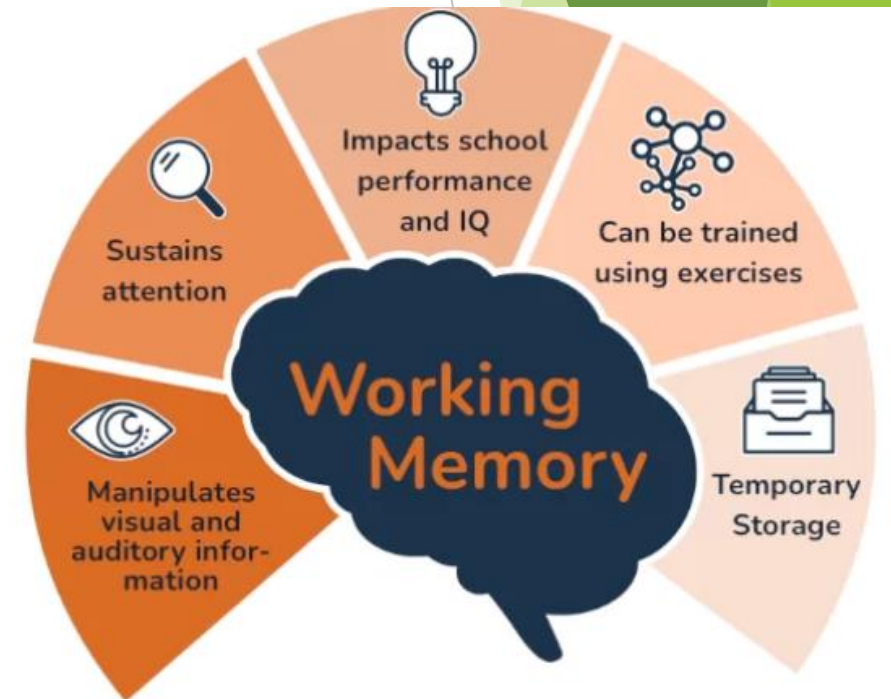 Impacts school
performance
and IQ
Sustains
attention
Can be trained
using exercises
Working
Memory
Manipulates
visual and
auditory infor-
mation
Temporary
Storage